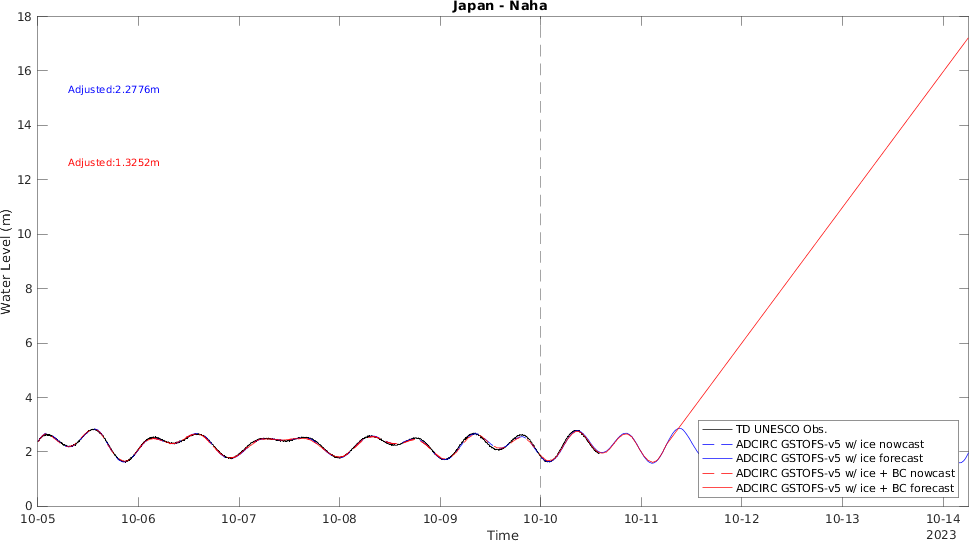 Japan - Naha
18
16
14
12
10
8
6
4
2
0
Water Level (m)
Adjusted:2.2776m
Adjusted:1.3252m
TD UNESCO Obs.
ADCIRC GSTOFS-v5 w/ ice nowcast
ADCIRC GSTOFS-v5 w/ ice forecast
ADCIRC GSTOFS-v5 w/ ice + BC nowcast
ADCIRC GSTOFS-v5 w/ ice + BC forecast
10-05 10-06 10-07 10-08 10-09 10-10 10-11 10-12 10-13 10-14
2023
Time